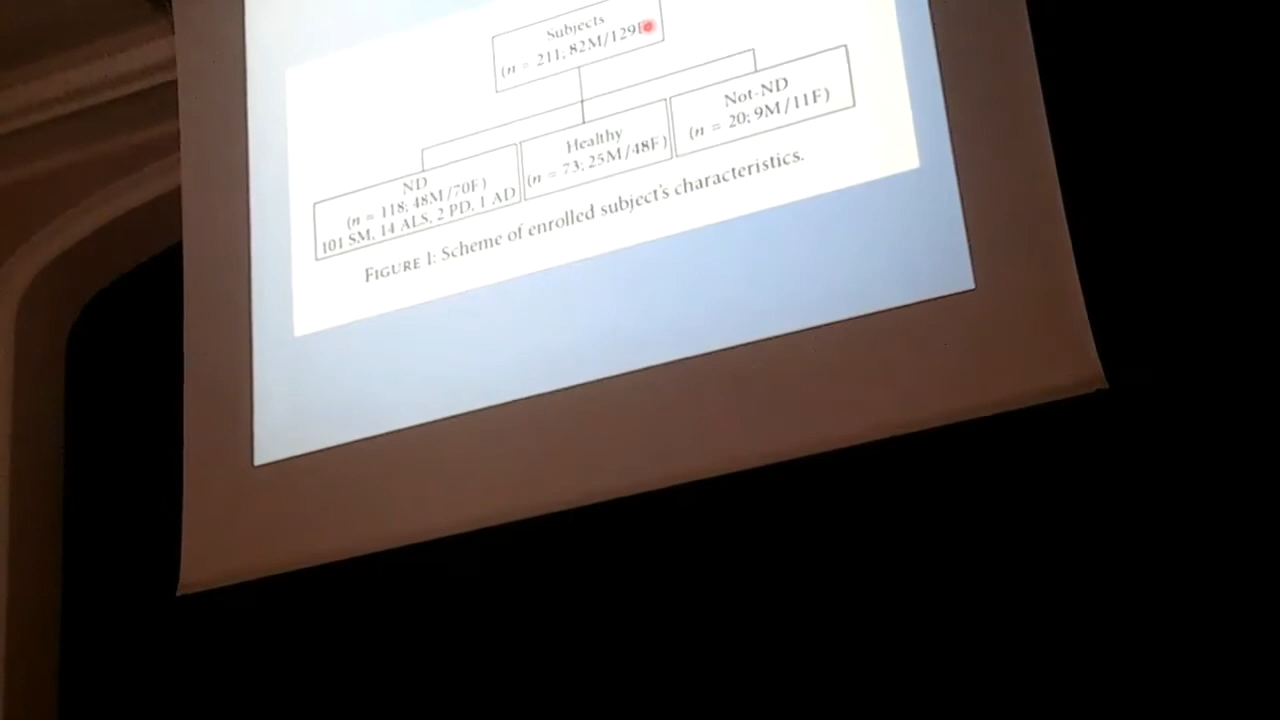 Subjects
(n = 211; 82M/129F)
ND
(n = 118; 48M/70F)
101 SM, 14 ALS, 2 PD, 1 AD
Healthy
(n = 73; 25M/48F)
Not-ND
(n = 20; 9M/11F)
FIGURE 1: Scheme of enrolled subject's characteristics.